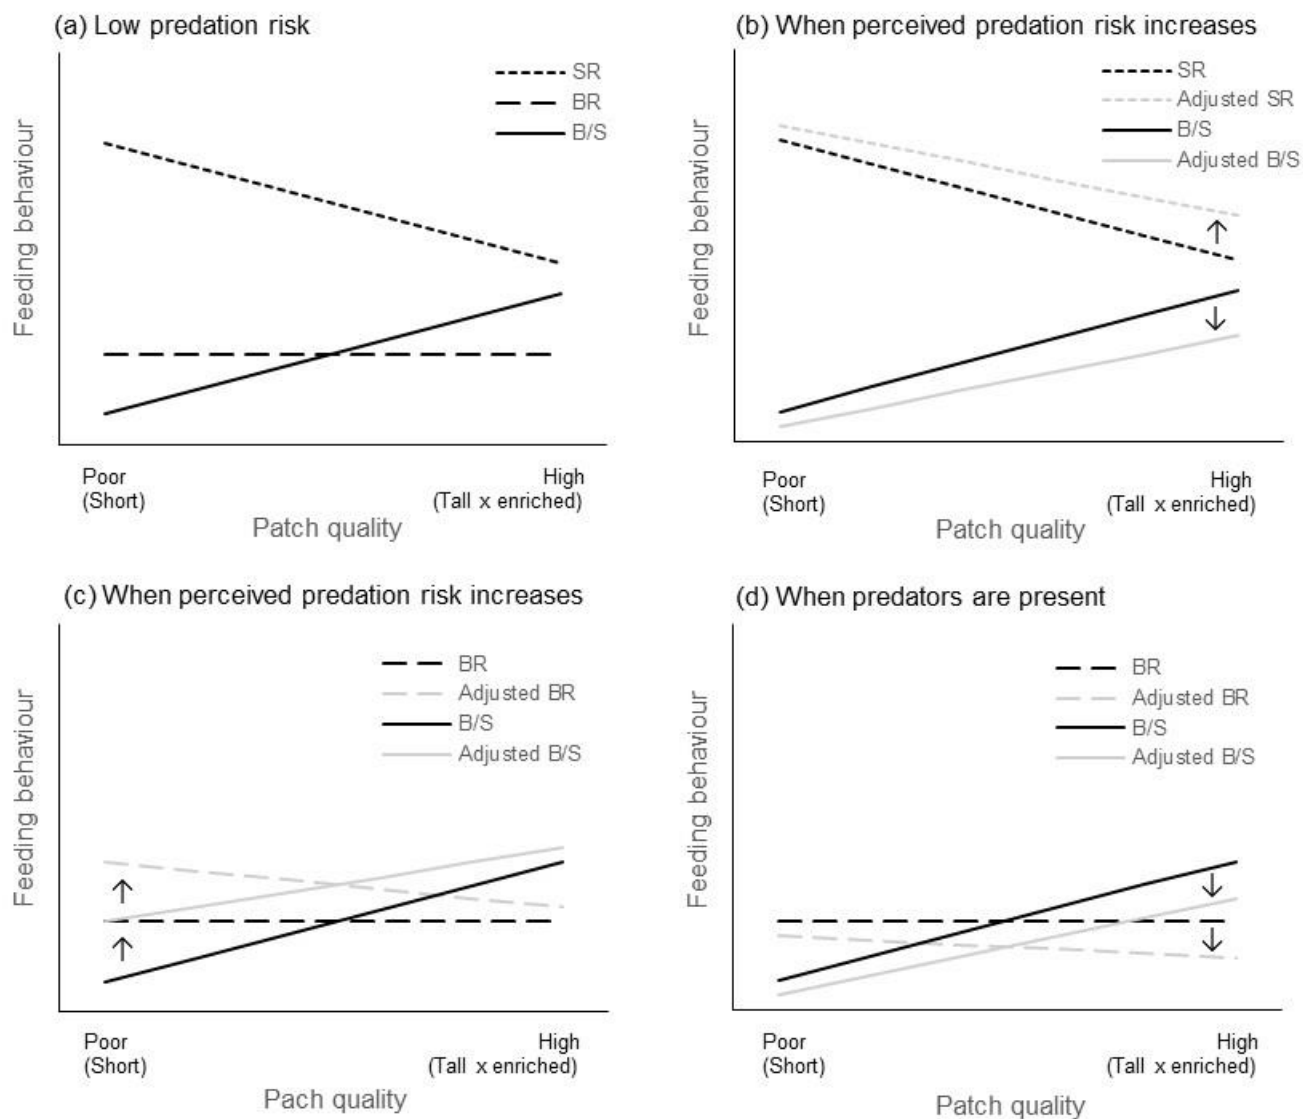 (a) Low predation risk
SR
BR
B/S
Feeding behaviour
Poor
(Short)
High
(Tall x enriched)
Patch quality
(b) When perceived predation risk increases
SR
Adjusted SR
B/S
Adjusted B/S
Feeding behaviour
Poor
(Short)
High
(Tall x enriched)
Patch quality
(c) When perceived predation risk increases
BR
Adjusted BR
B/S
Adjusted B/S
Feeding behaviour
Poor
(Short)
High
(Tall x enriched)
Pach quality
(d) When predators are present
BR
Adjusted BR
B/S
Adjusted B/S
Feeding behaviour
Poor
(Short)
High
(Tall x enriched)
Patch quality